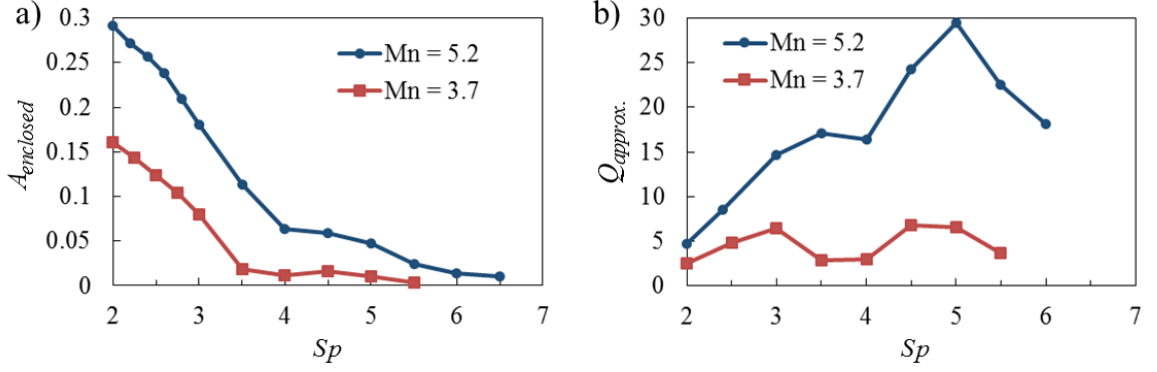 a)
0.3
0.25
0.2
0.15
0.1
0.05
0
A enclosed
Mn = 5.2
Mn = 3.7
2 3 4 5 6 7
Sp
b)
30
25
20
15
10
5
0
Q approx.
Mn = 5.2
Mn = 3.7
2 3 4 5 6 7
Sp